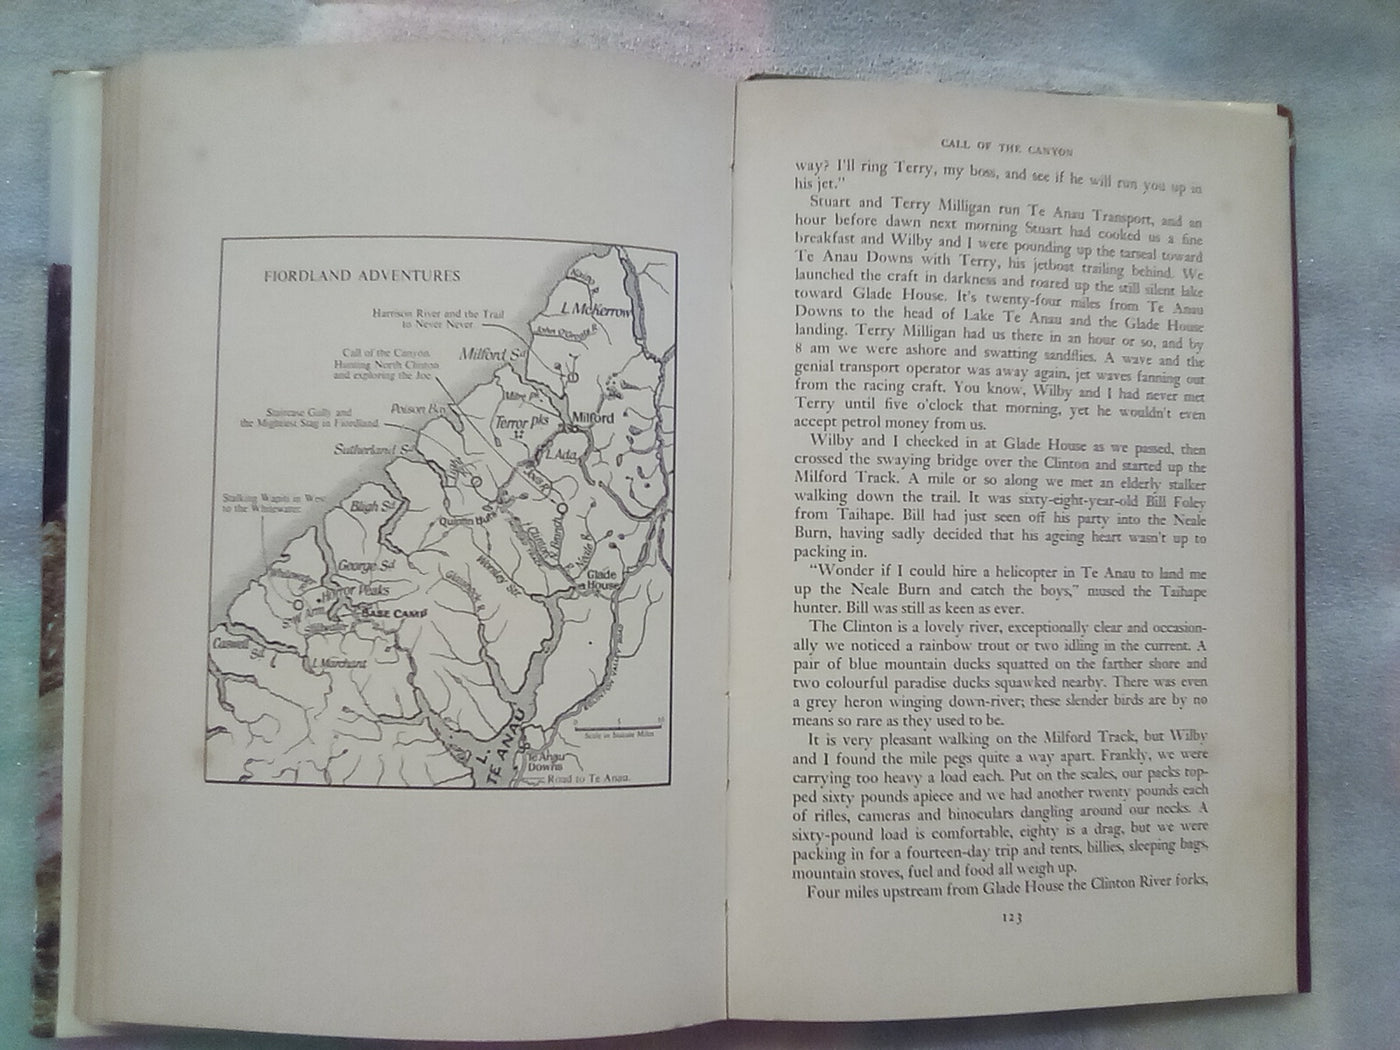 FIORDLAND ADVENTURES
Kaipo R.
L. McKerrow
Harrison River and the Trail
to Never Never
John O'Groats R.
Milford Sd
Call of the Canyon.
Hunting North Clinton
and exploring the Joe.
Mitre pk.
Poison Bay
Terror pks
Milford
Staircase Gully and
the Mightiest Stag in Fiordland.
Sutherland S.
L. Ada
Joes R.
Stalking Wapiti in West
to the Whitewater.
Bligh Sd.
Quintin Huts
Clinton
N. Branch
Neale B.
George Sd
Worsley Str.
Glade
House
Glaisnock R.
Whitewater
Horror Peaks
S.W. Arm
BASE CAMP
Stillwater R.
Caswell Sd.
L. Marchant
EGLINTON VALLEY ROAD
0 5 10
Scale in Statute Miles
L.
TE ANAU
Te Anau
Downs
Road to Te Anau.
CALL OF THE CANYON
way? I'll ring Terry, my boss, and see if he will run you up in
his jet."
Stuart and Terry Milligan run Te Anau Transport, and an
hour before dawn next morning Stuart had cooked us a fine
breakfast and Wilby and I were pounding up the tarseal toward
Te Anau Downs with Terry, his jetboat trailing behind. We
launched the craft in darkness and roared up the still silent lake
toward Glade House. It's twenty-four miles from Te Anau
Downs to the head of Lake Te Anau and the Glade House
landing. Terry Milligan had us there in an hour or so, and by
8 am we were ashore and swatting sandflies. A wave and the
genial transport operator was away again, jet waves fanning out
from the racing craft. You know, Wilby and I had never met
Terry until five o'clock that morning, yet he wouldn't even
accept petrol money from us.
Wilby and I checked in at Glade House as we passed, then
crossed the swaying bridge over the Clinton and started up the
Milford Track. A mile or so along we met an elderly stalker
walking down the trail. It was sixty-eight-year-old Bill Foley
from Taihape. Bill had just seen off his party into the Neale
Burn, having sadly decided that his ageing heart wasn't up to
packing in.
"Wonder if I could hire a helicopter in Te Anau to land me
up the Neale Burn and catch the boys," mused the Taihape
hunter. Bill was still as keen as ever.
The Clinton is a lovely river, exceptionally clear and occasion-
ally we noticed a rainbow trout or two idling in the current. A
pair of blue mountain ducks squatted on the farther shore and
two colourful paradise ducks squawked nearby. There was even
a grey heron winging down-river; these slender birds are by no
means so rare as they used to be.
It is very pleasant walking on the Milford Track, but Wilby
and I found the mile pegs quite a way apart. Frankly, we were
carrying too heavy a load each. Put on the scales, our packs top-
ped sixty pounds apiece and we had another twenty pounds each
of rifles, cameras and binoculars dangling around our necks. A
sixty-pound load is comfortable, eighty is a drag, but we were
packing in for a fourteen-day trip and tents, billies, sleeping bags,
mountain stoves, fuel and food all weigh up.
Four miles upstream from Glade House the Clinton River forks,
123